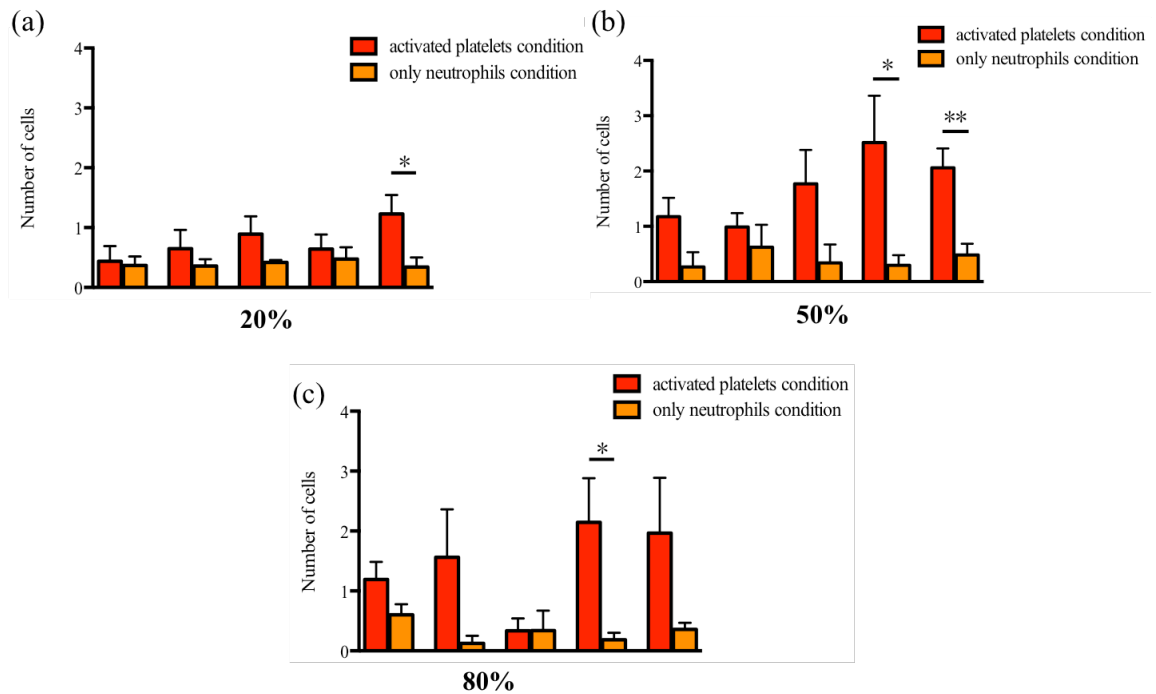 (a)
activated platelets condition
only neutrophils condition
Number of cells
4
3
2
1
0
*
20%
(b)
activated platelets condition
only neutrophils condition
Number of cells
4
3
2
1
0
*
**
50%
(c)
activated platelets condition
only neutrophils condition
Number of cells
4
3
2
1
0
*
80%